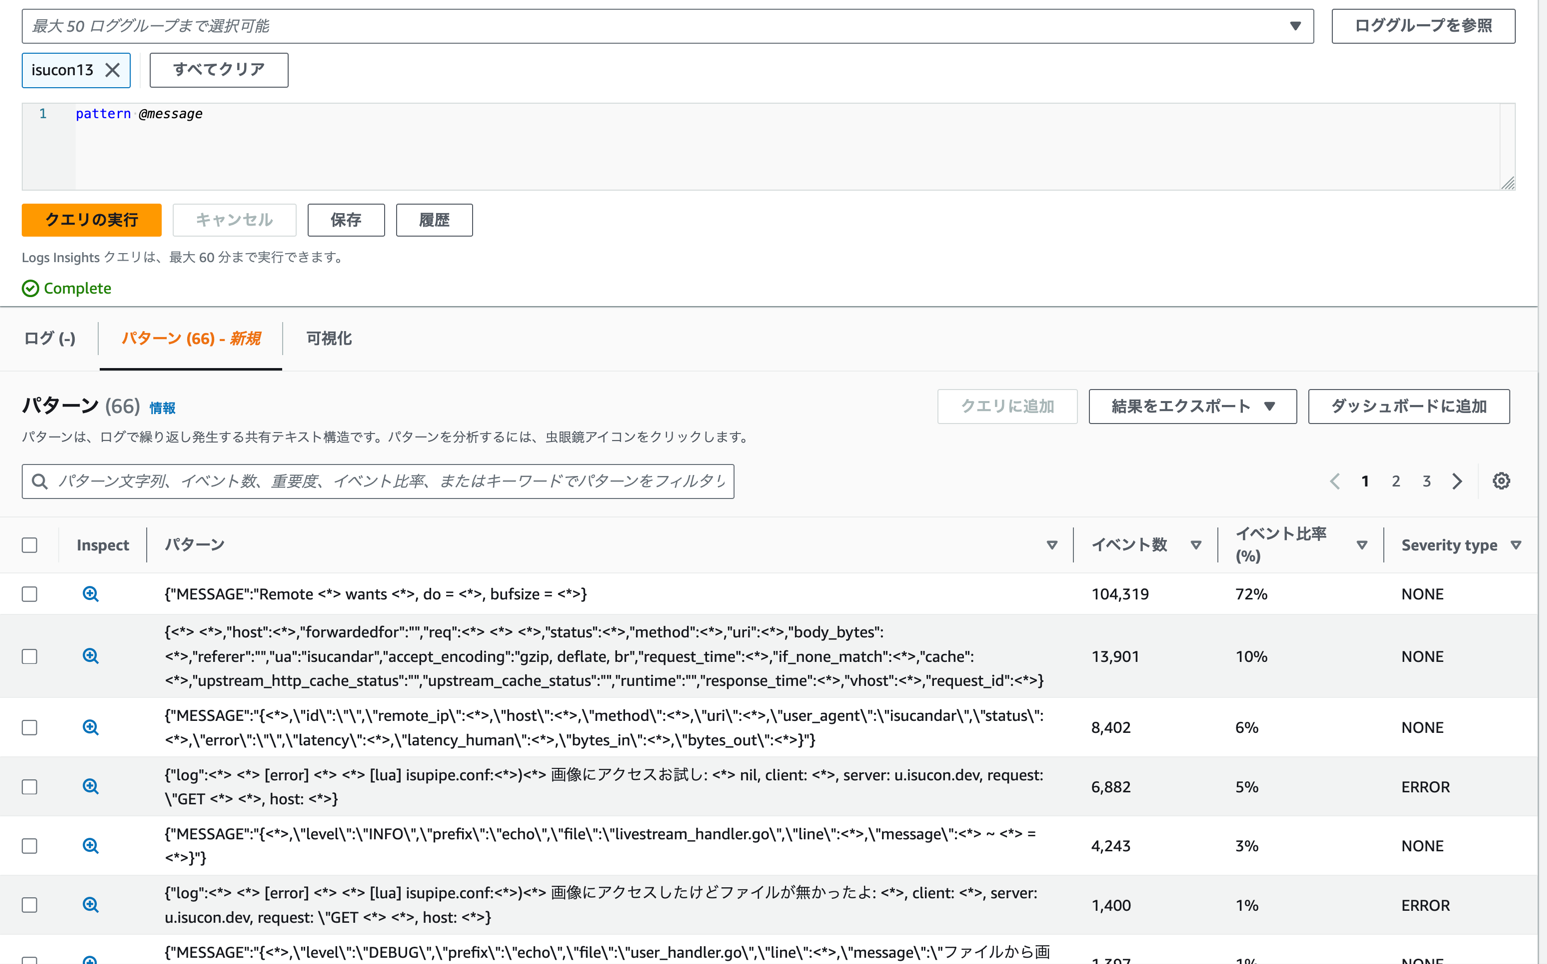 最大 50 ロググループまで選択可能
ロググループを参照
isucon13
すべてクリア
1 pattern @message
クエリの実行
キャンセル
保存
履歴
Logs Insights クエリは、最大 60 分まで実行できます。
Complete
ログ (-)
パターン (66) - 新規
可視化
パターン (66) 情報
クエリに追加
結果をエクスポート
ダッシュボードに追加
パターンは、ログで繰り返し発生する共有テキスト構造です。パターンを分析するには、虫眼鏡アイコンをクリックします。
パターン文字列、イベント数、重要度、イベント比率、またはキーワードでパターンをフィルタリ
1 2 3
Inspect
パターン
イベント数
イベント比率
(%)
Severity type
{"MESSAGE":"Remote <*> wants <*>, do = <*>, bufsize = <*>}
104,319
72%
NONE
{<*> <*>,"host":<*>,"forwardedfor":"","req":<*> <*> <*>,"status":<*>,"method":<*>,"uri":<*>,"body_bytes":
<*>,"referer":"","ua":"isucandar","accept_encoding":"gzip, deflate, br","request_time":<*>,"if_none_match":<*>,"cache":
<*>,"upstream_http_cache_status":"","upstream_cache_status":"","runtime":"","response_time":<*>,"vhost":<*>,"request_id":<*>}
13,901
10%
NONE
{"MESSAGE":"{<*>,\"id\":\"\",\"remote_ip\":<*>,\"host\":<*>,\"method\":<*>,\"uri\":<*>,\"user_agent\":\"isucandar\",\"status\":
<*>,\"error\":\"\",\"latency\":<*>,\"latency_human\":<*>,\"bytes_in\":<*>,\"bytes_out\":<*>}"}
8,402
6%
NONE
{"log":<*> <*> [error] <*> <*> [lua] isupipe.conf:<*>)<*> 画像にアクセスお試し: <*> nil, client: <*>, server: u.isucon.dev, request:
\"GET <*> <*>, host: <*>}
6,882
5%
ERROR
{"MESSAGE":"{<*>,\"level\":\"INFO\",\"prefix\":\"echo\",\"file\":\"livestream_handler.go\",\"line\":<*>,\"message\":<*> ~ <*> =
<*>}"}
4,243
3%
NONE
{"log":<*> <*> [error] <*> <*> [lua] isupipe.conf:<*>)<*> 画像にアクセスしたけどファイルが無かったよ: <*>, client: <*>, server:
u.isucon.dev, request: \"GET <*> <*>, host: <*>}
1,400
1%
ERROR
{"MESSAGE":"{<*>,\"level\":\"DEBUG\",\"prefix\":\"echo\",\"file\":\"user_handler.go\",\"line\":<*>,\"message\":\"ファイルから画
1%
NONE